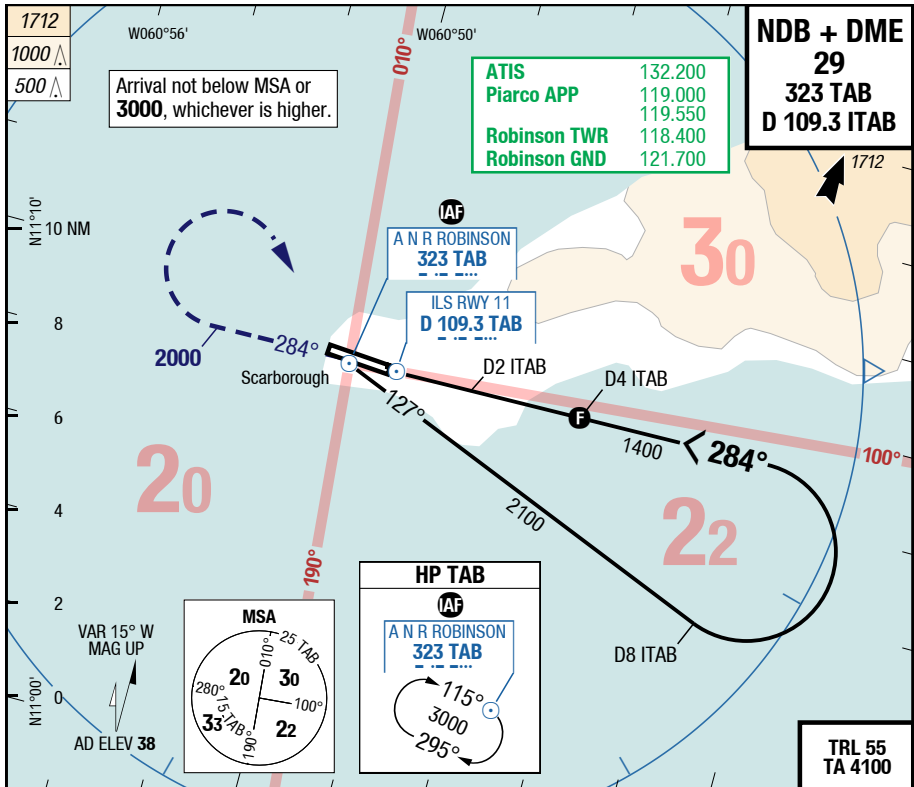 1712
1000
500
W060°56'
W060°50'
010°
Arrival not below MSA or
3000, whichever is higher.
ATIS 132.200
Piarco APP 119.000
119.550
Robinson TWR 118.400
Robinson GND 121.700
NDB + DME
29
323 TAB
D 109.3 ITAB
1712
N11°10'
10 NM
IAF
A N R ROBINSON
323 TAB
30
ILS RWY 11
D 109.3 TAB
8
2000
284°
Scarborough
D2 ITAB
D4 ITAB
127°
F
6
1400
< 284°
100°
20
4
2100
22
190°
2
D8 ITAB
VAR 15° W
MAG UP
N11°00'
0
AD ELEV 38
MSA
25 TAB
010°
20
30
280°
100°
15 TAB
33
22
190°
HP TAB
IAF
A N R ROBINSON
323 TAB
115°
3000
295°
TRL 55
TA 4100